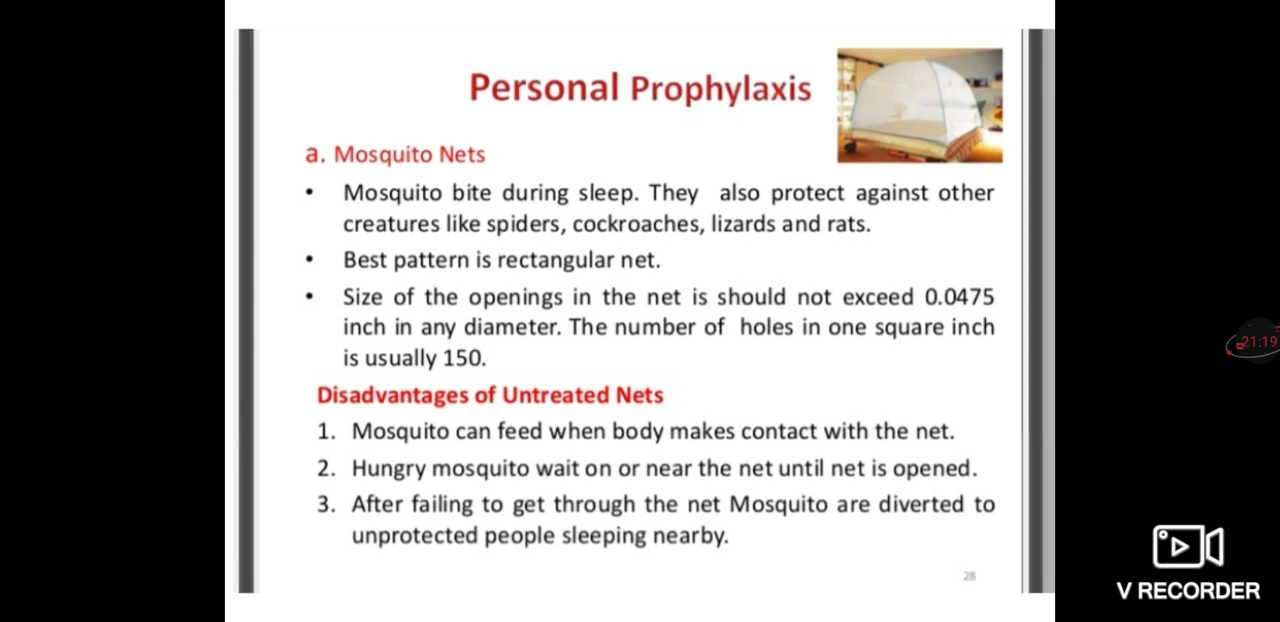 Personal Prophylaxis
a. Mosquito Nets
• Mosquito bite during sleep. They also protect against other
creatures like spiders, cockroaches, lizards and rats.
• Best pattern is rectangular net.
• Size of the openings in the net is should not exceed 0.0475
inch in any diameter. The number of holes in one square inch
is usually 150.
Disadvantages of Untreated Nets
1. Mosquito can feed when body makes contact with the net.
2. Hungry mosquito wait on or near the net until net is opened.
3. After failing to get through the net Mosquito are diverted to
unprotected people sleeping nearby.
28
21:19
V RECORDER